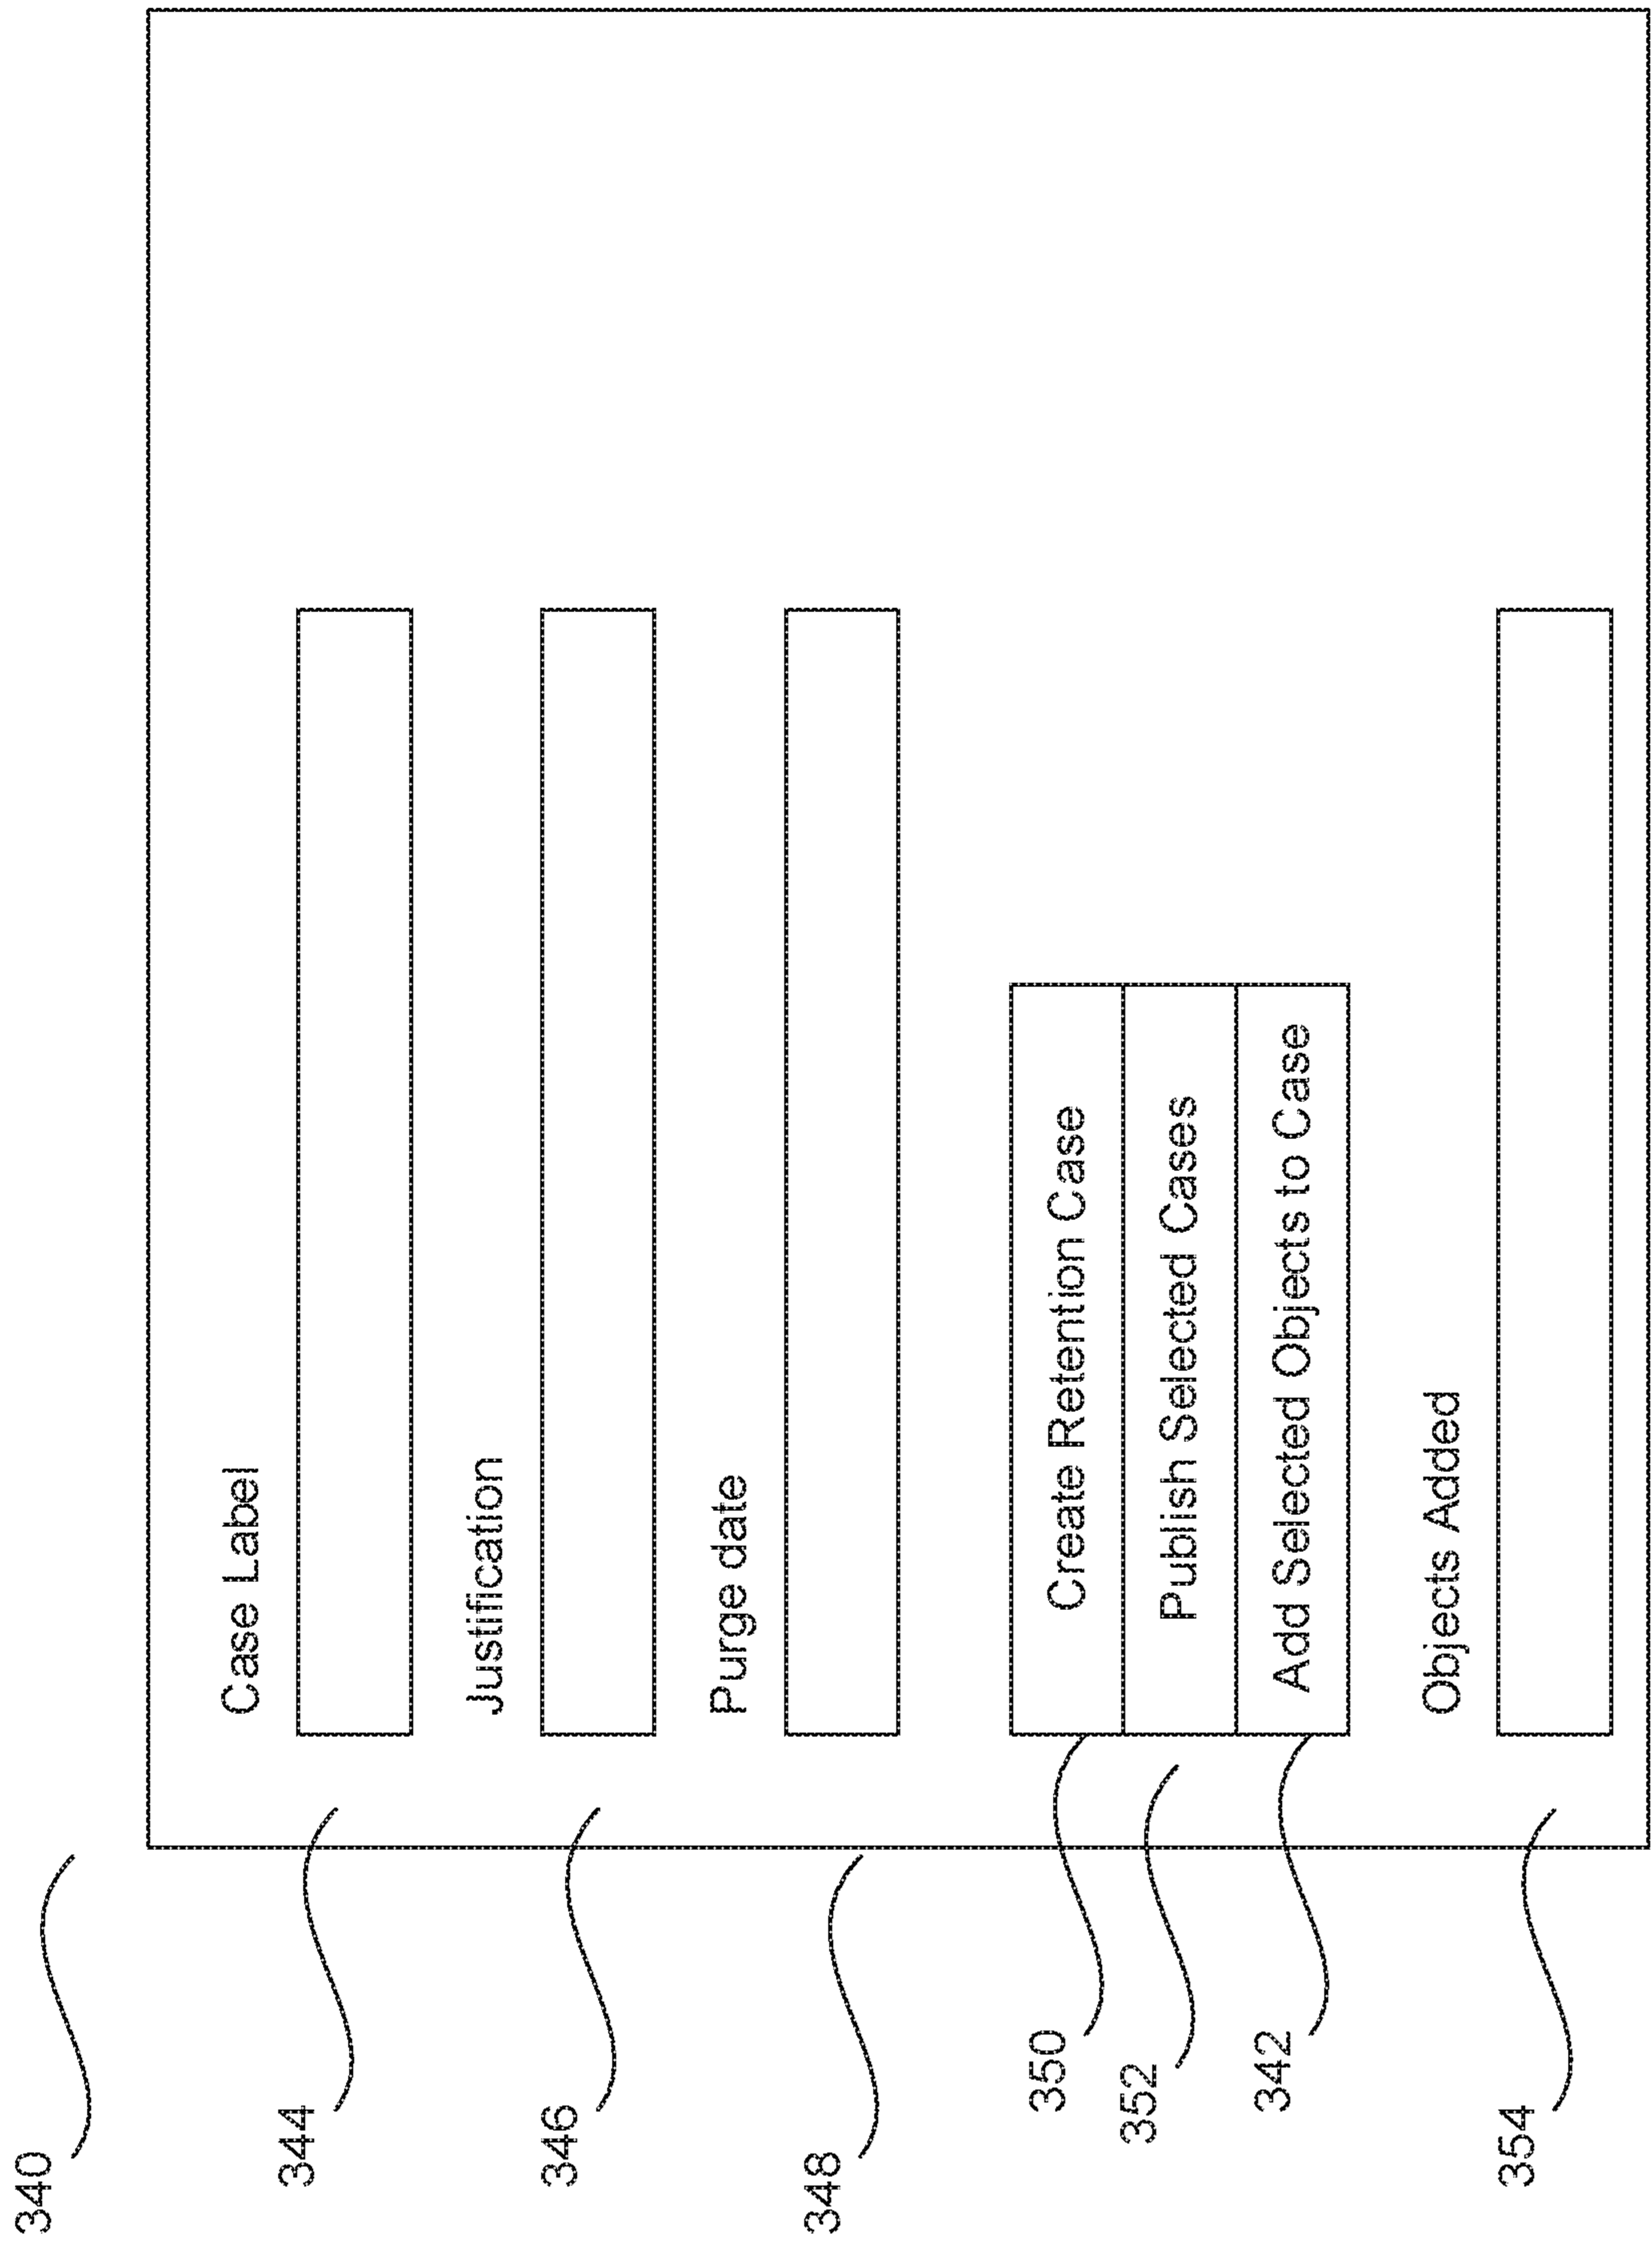 340
Case Label
344
Justification
346
Purge date
348
Create Retention Case
350
Publish Selected Cases
352
Add Selected Objects to Case
342
Objects Added
354